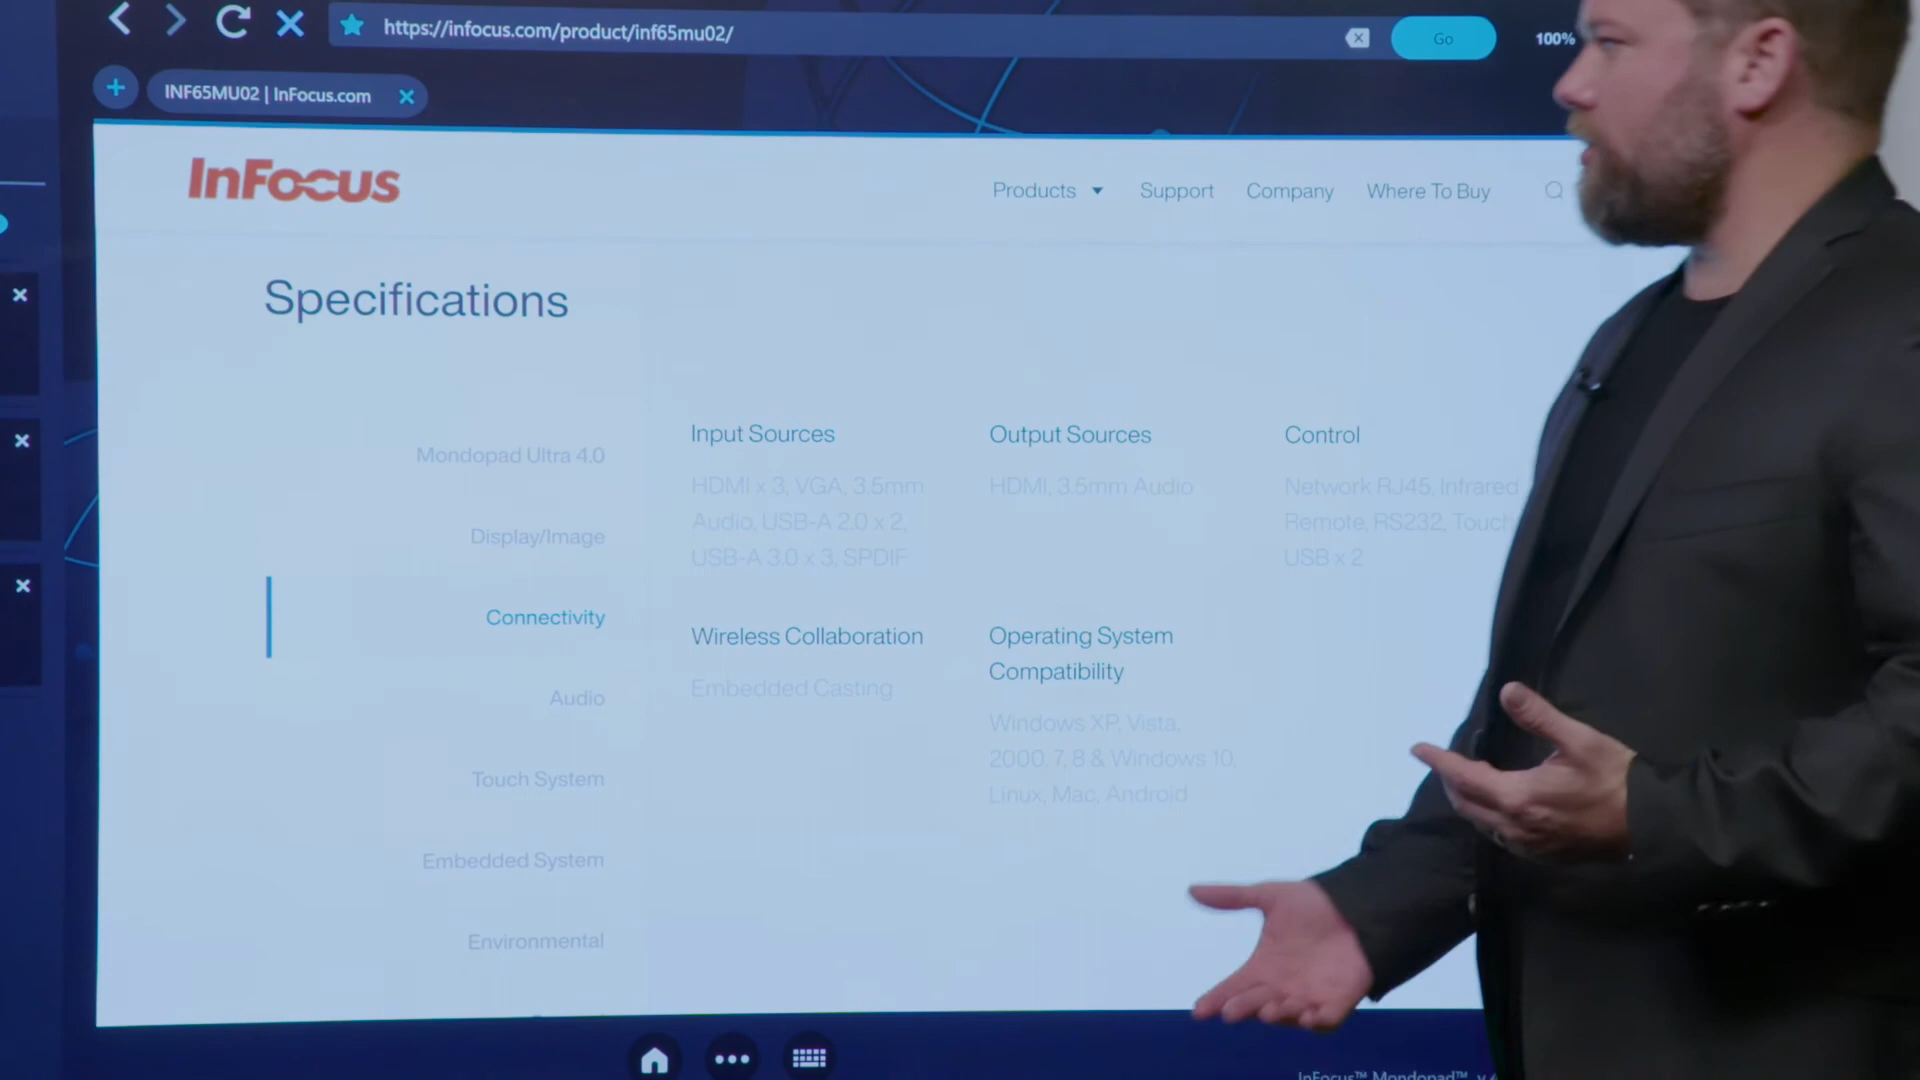 https://infocus.com/product/inf65mu02/
Go
100%
INF65MU02 | InFocus.com
InFocus
Products
Support
Company
Where To Buy
Specifications
Mondopad Ultra 4.0
Display/Image
Connectivity
Audio
Touch System
Embedded System
Environmental
Input Sources
HDMI x 3, VGA, 3.5mm
Audio, USB-A 2.0 x 2,
USB-A 3.0 x 3, SPDIF
Output Sources
HDMI, 3.5mm Audio
Control
Network RJ45, Infrared
Remote, RS232, Touch
USB x 2
Wireless Collaboration
Embedded Casting
Operating System
Compatibility
Windows XP, Vista,
2000, 7, 8 & Windows 10,
Linux, Mac, Android
InFocus™ Mondopad™